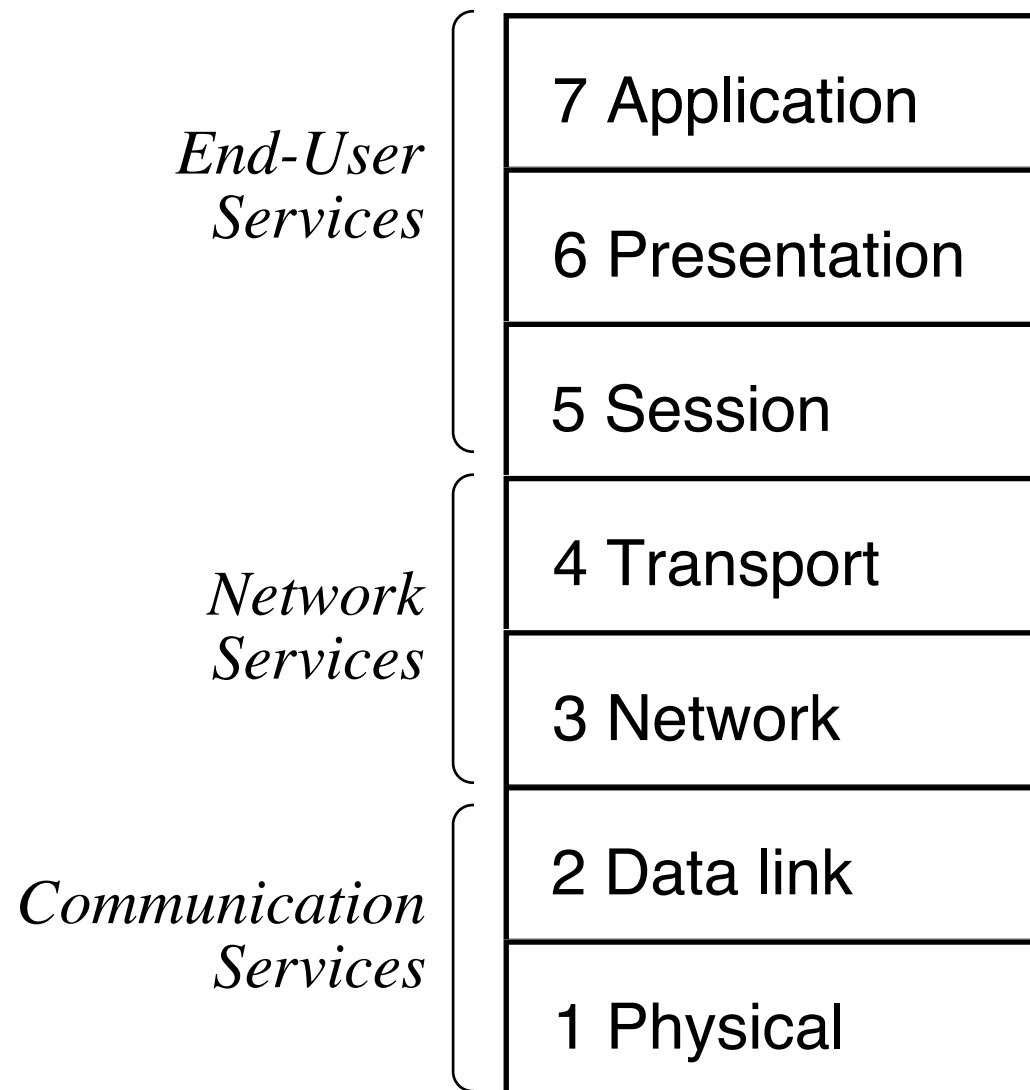 End-User
Services
7 Application
6 Presentation
5 Session
Network
Services
4 Transport
3 Network
Communication
Services
2 Data link
1 Physical